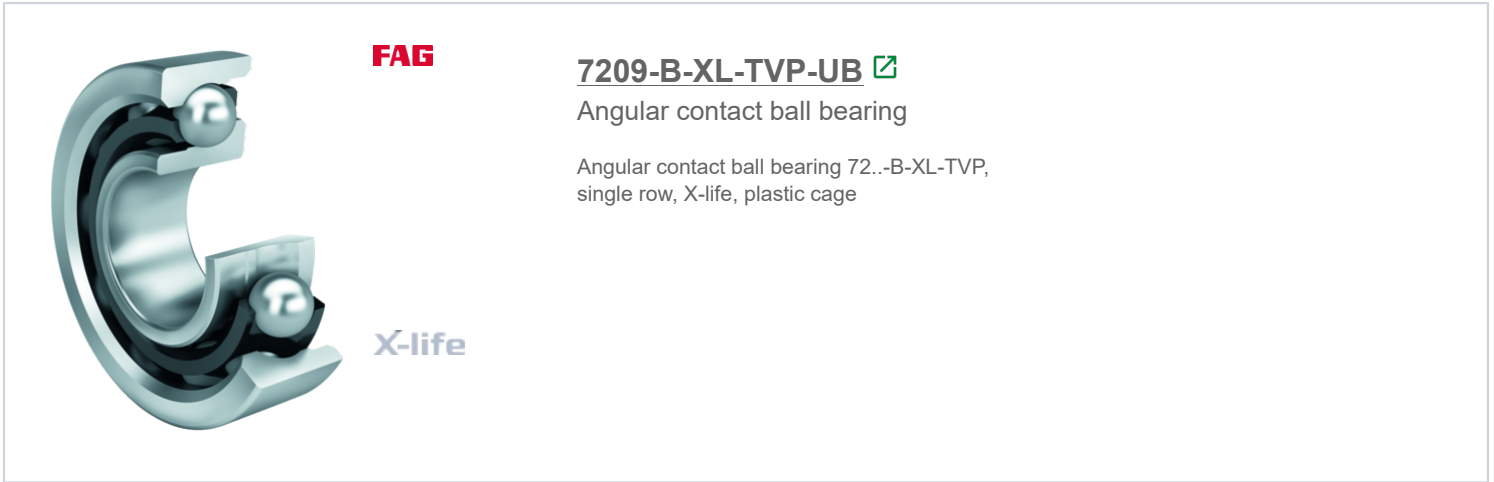 FAG
7209-B-XL-TVP-UB
Angular contact ball bearing
Angular contact ball bearing 72..-B-XL-TVP,
single row, X-life, plastic cage
X-life